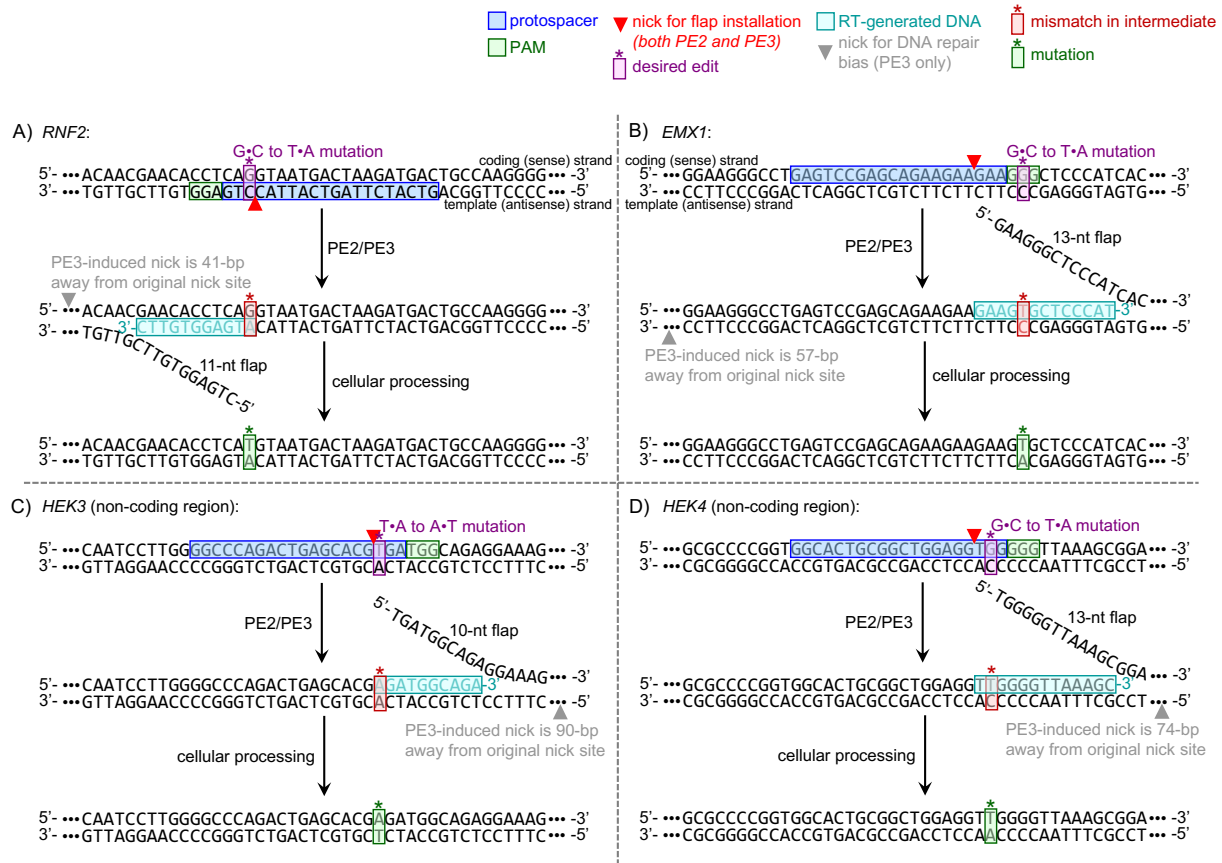 protospacer
PAM
nick for flap installation
(both PE2 and PE3)
* desired edit
RT-generated DNA
nick for DNA repair
bias (PE3 only)
* mismatch in intermediate
* mutation
A) RNF2:
G•C to T•A mutation
*
coding (sense) strand
5’- •••ACAACGAACACCTCAGGTAATGACTAAGATGACTGCCAAGGGG••• -3’
3’- •••TGTTGCTTGTGGAGTCCATTACTGATTCTACTGACGGTTCCCC••• -5’
template (antisense) strand
PE2/PE3
PE3-induced nick is 41-bp
away from original nick site
*
5’- •••ACAACGAACACCTCAGGTAATGACTAAGATGACTGCCAAGGGG••• -3’
3’- ••• 3’-CTTGTGGAGTACATTACTGATTCTACTGACGGTTCCCC••• -5’
TGTTGCTTGTGGAGTC-5’
11-nt flap
cellular processing
*
5’- •••ACAACGAACACCTCATGTAATGACTAAGATGACTGCCAAGGGG••• -3’
3’- •••TGTTGCTTGTGGAGTACATTACTGATTCTACTGACGGTTCCCC••• -5’
B) EMX1:
G•C to T•A mutation
*
coding (sense) strand
5’- •••GGAAGGGCCTGAGTCCGAGCAGAAGAAGAAGGGCTCCCATCAC••• -3’
3’- •••CCTTCCCGGACTCAGGCTCGTCTTCTTCTTCCCGAGGGTAGTG••• -5’
template (antisense) strand
PE2/PE3
5’-GAAGGGCTCCCATCAC••• -3’
13-nt flap
*
5’- •••GGAAGGGCCTGAGTCCGAGCAGAAGAAGAAGTGCTCCCAT-3’
3’- •••CCTTCCCGGACTCAGGCTCGTCTTCTTCTTCCCGAGGGTAGTG••• -5’
PE3-induced nick is 57-bp
away from original nick site
cellular processing
*
5’- •••GGAAGGGCCTGAGTCCGAGCAGAAGAAGAAGTGCTCCCATCAC••• -3’
3’- •••CCTTCCCGGACTCAGGCTCGTCTTCTTCTTCACGAGGGTAGTG••• -5’
C) HEK3 (non-coding region):
T•A to A•T mutation
*
5’- •••CAATCCTTGGGGCCCAGACTGAGCACGTGATGGCAGAGGAAAG••• -3’
3’- •••GTTAGGAACCCCGGGTCTGACTCGTGCACTACCGTCTCCTTTC••• -5’
PE2/PE3
5’-TGATGGCAGAGGAAAG••• -3’
10-nt flap
*
5’- •••CAATCCTTGGGGCCCAGACTGAGCACGAGATGGCAGA-3’
3’- •••GTTAGGAACCCCGGGTCTGACTCGTGCACTACCGTCTCCTTTC••• -5’
PE3-induced nick is 90-bp
away from original nick site
cellular processing
*
5’- •••CAATCCTTGGGGCCCAGACTGAGCACGAGATGGCAGAGGAAAG••• -3’
3’- •••GTTAGGAACCCCGGGTCTGACTCGTGCTCTACCGTCTCCTTTC••• -5’
D) HEK4 (non-coding region):
G•C to T•A mutation
*
5’- •••GCGCCCCGGTGGCACTGCGGCTGGAGGTGGGGGTTAAAGCGGA••• -3’
3’- •••CGCGGGGCCACCGTGACGCCGACCTCCACCCCCAATTTCGCCT••• -5’
PE2/PE3
5’-TGGGGGTTAAAGCGGA••• -3’
13-nt flap
*
5’- •••GCGCCCCGGTGGCACTGCGGCTGGAGGTTGGGGTTAAAGC-3’
3’- •••CGCGGGGCCACCGTGACGCCGACCTCCACCCCCAATTTCGCCT••• -5’
PE3-induced nick is 74-bp
away from original nick site
cellular processing
*
5’- •••GCGCCCCGGTGGCACTGCGGCTGGAGGTTGGGGTTAAAGCGGA••• -3’
3’- •••CGCGGGGCCACCGTGACGCCGACCTCCAACCCCAATTTCGCCT••• -5’